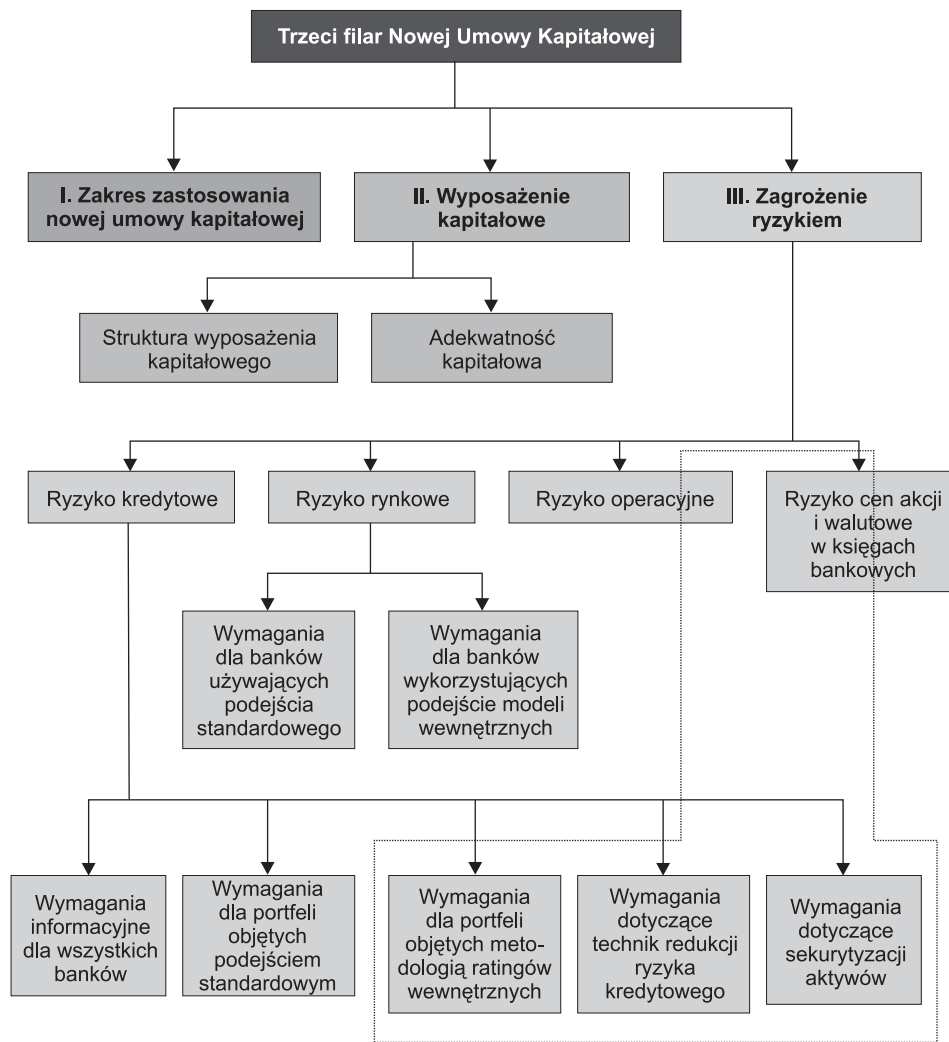 Trzeci filar Nowej Umowy Kapitałowej
I. Zakres zastosowania
nowej umowy kapitałowej
II. Wyposażenie
kapitałowe
III. Zagrożenie
ryzykiem
Struktura wyposażenia
kapitałowego
Adekwatność
kapitałowa
Ryzyko kredytowe
Ryzyko rynkowe
Ryzyko operacyjne
Ryzyko cen akcji
i walutowe
w księgach
bankowych
Wymagania
dla banków
używających
podejścia
standardowego
Wymagania
dla banków
wykorzystujących
podejście modeli
wewnętrznych
Wymagania
informacyjne
dla wszystkich
banków
Wymagania
dla portfeli
objętych
podejściem
standardowym
Wymagania
dla portfeli
objętych meto-
dologią ratingów
wewnętrznych
Wymagania
dotyczące
technik redukcji
ryzyka
kredytowego
Wymagania
dotyczące
sekurytyzacji
aktywów